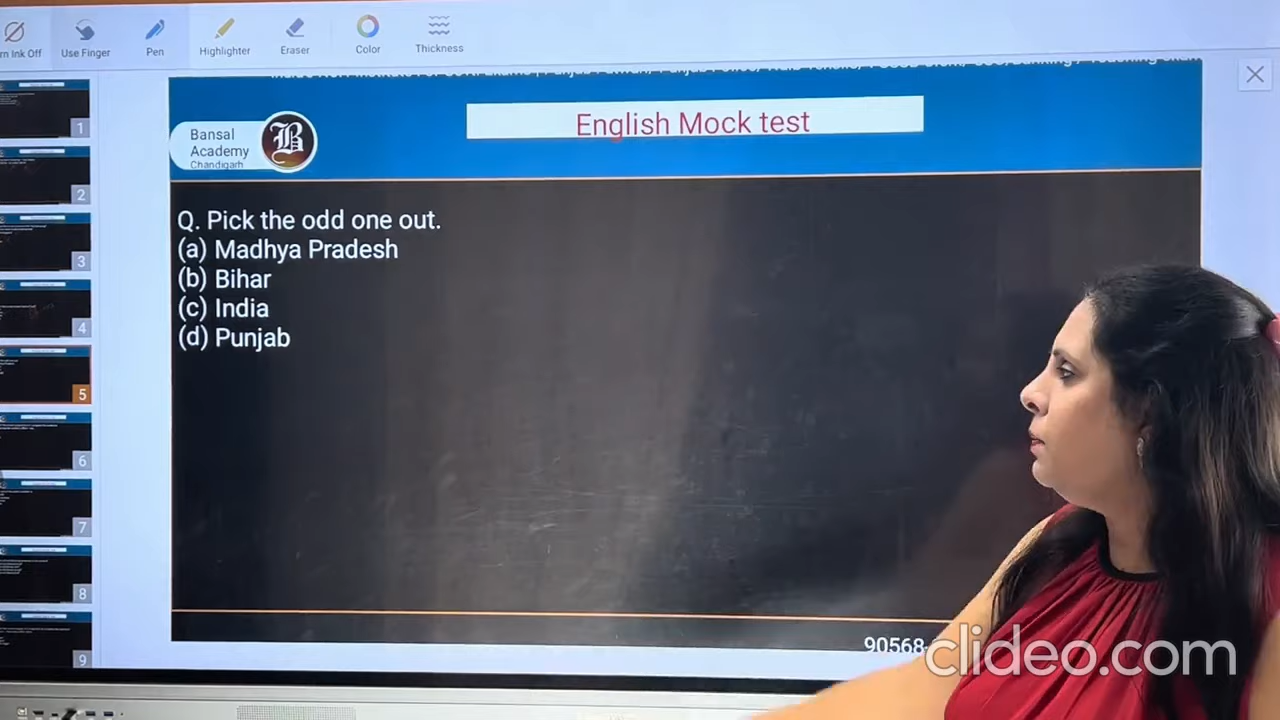 Use Finger
Pen
Highlighter
Eraser
Color
Thickness
English Mock test
Bansal
Academy
Chandigarh
B
Q. Pick the odd one out.
(a) Madhya Pradesh
(b) Bihar
(c) India
(d) Punjab
1
2
3
4
5
6
7
8
9
90568
clideo.com